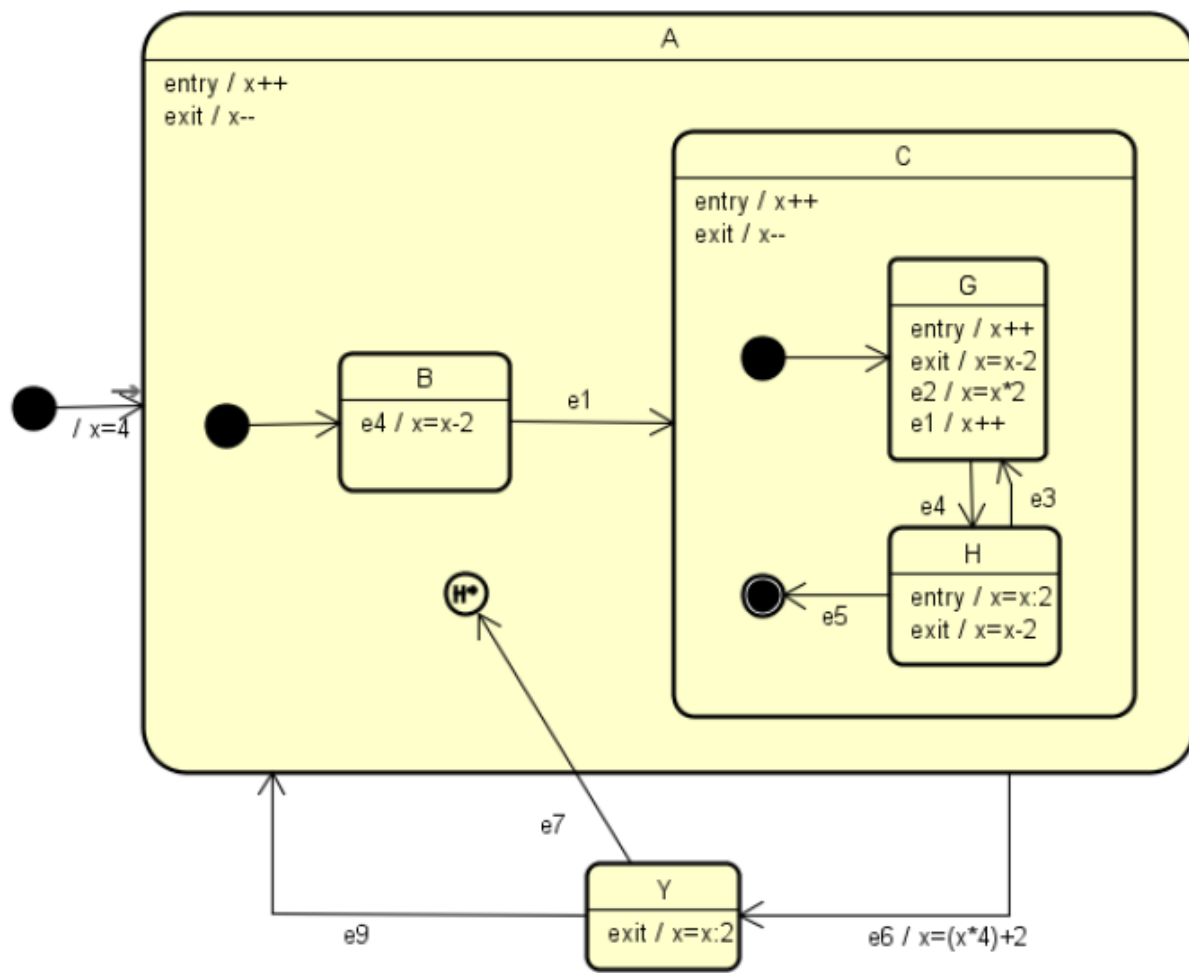 A
entry / x++
exit / x--
C
entry / x++
exit / x--
G
entry / x++
exit / x=x-2
e2 / x=x*2
e1 / x++
B
e4 / x=x-2
e1
/ x=4
e4
e3
H
entry / x=x:2
exit / x=x-2
e5
H*
e7
Y
exit / x=x:2
e9
e6 / x=(x*4)+2